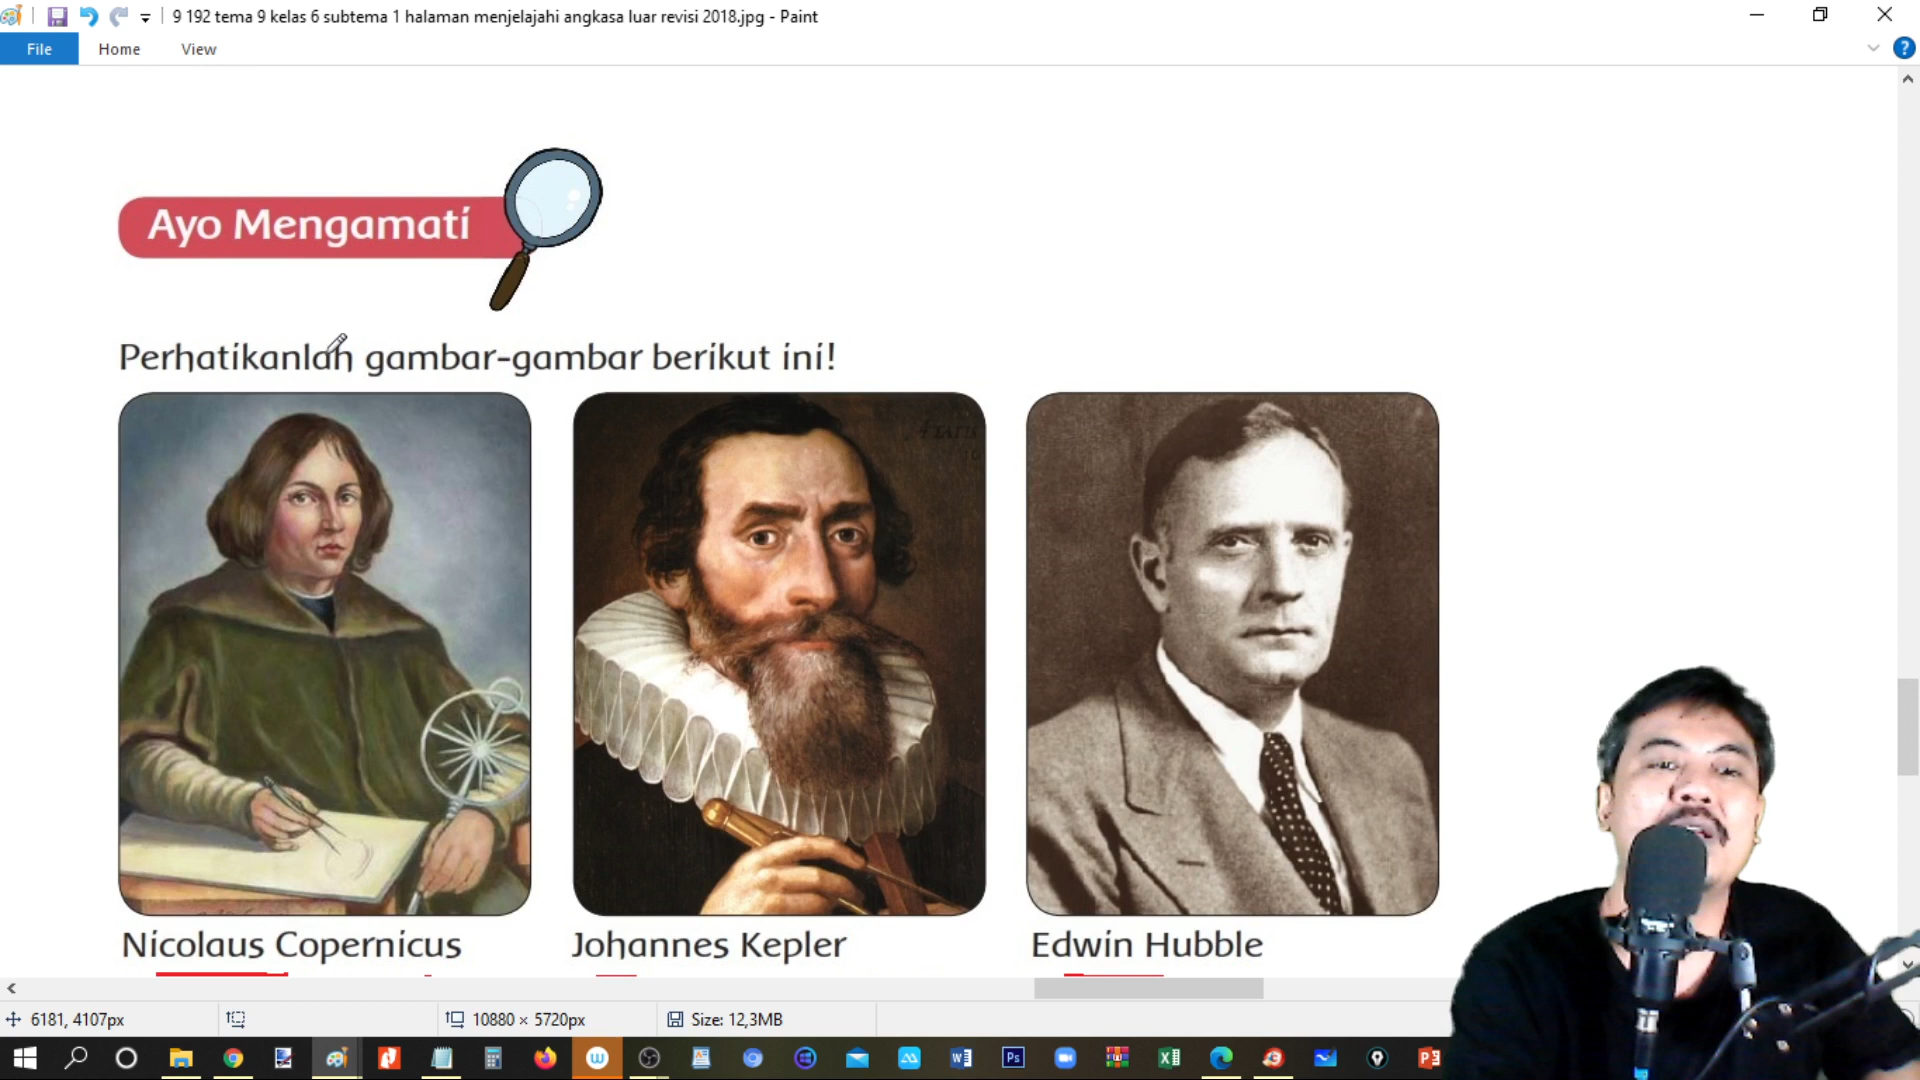 9 192 tema 9 kelas 6 subtema 1 halaman menjelajahi angkasa luar revisi 2018.jpg - Paint
File Home View
Ayo Mengamati
Perhatikanlah gambar-gambar berikut ini!
Nicolaus Copernicus
Johannes Kepler
Edwin Hubble
6181, 4107px
10880 × 5720px
Size: 12,3MB